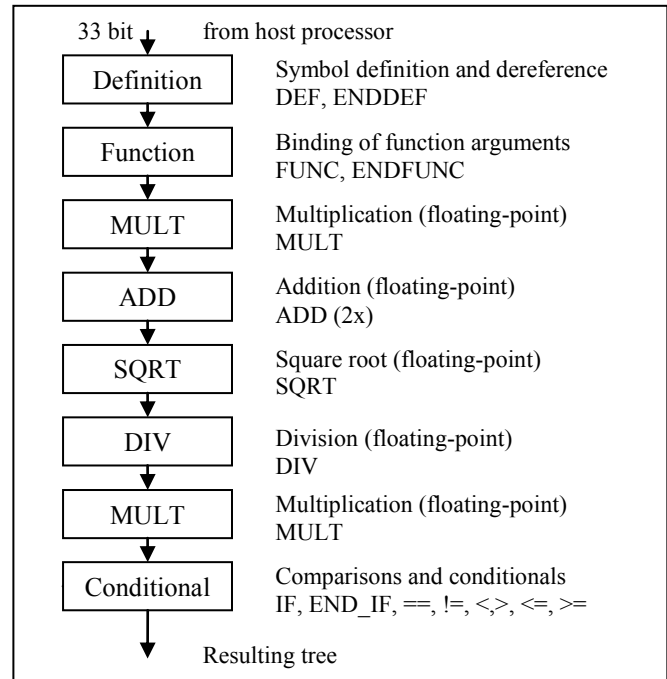 33 bit from host processor
Definition
Symbol definition and dereference
DEF, ENDDEF
Function
Binding of function arguments
FUNC, ENDFUNC
MULT
Multiplication (floating-point)
MULT
ADD
Addition (floating-point)
ADD (2x)
SQRT
Square root (floating-point)
SQRT
DIV
Division (floating-point)
DIV
MULT
Multiplication (floating-point)
MULT
Conditional
Comparisons and conditionals
IF, END_IF, ==, !=, <,>, <=, >=
Resulting tree